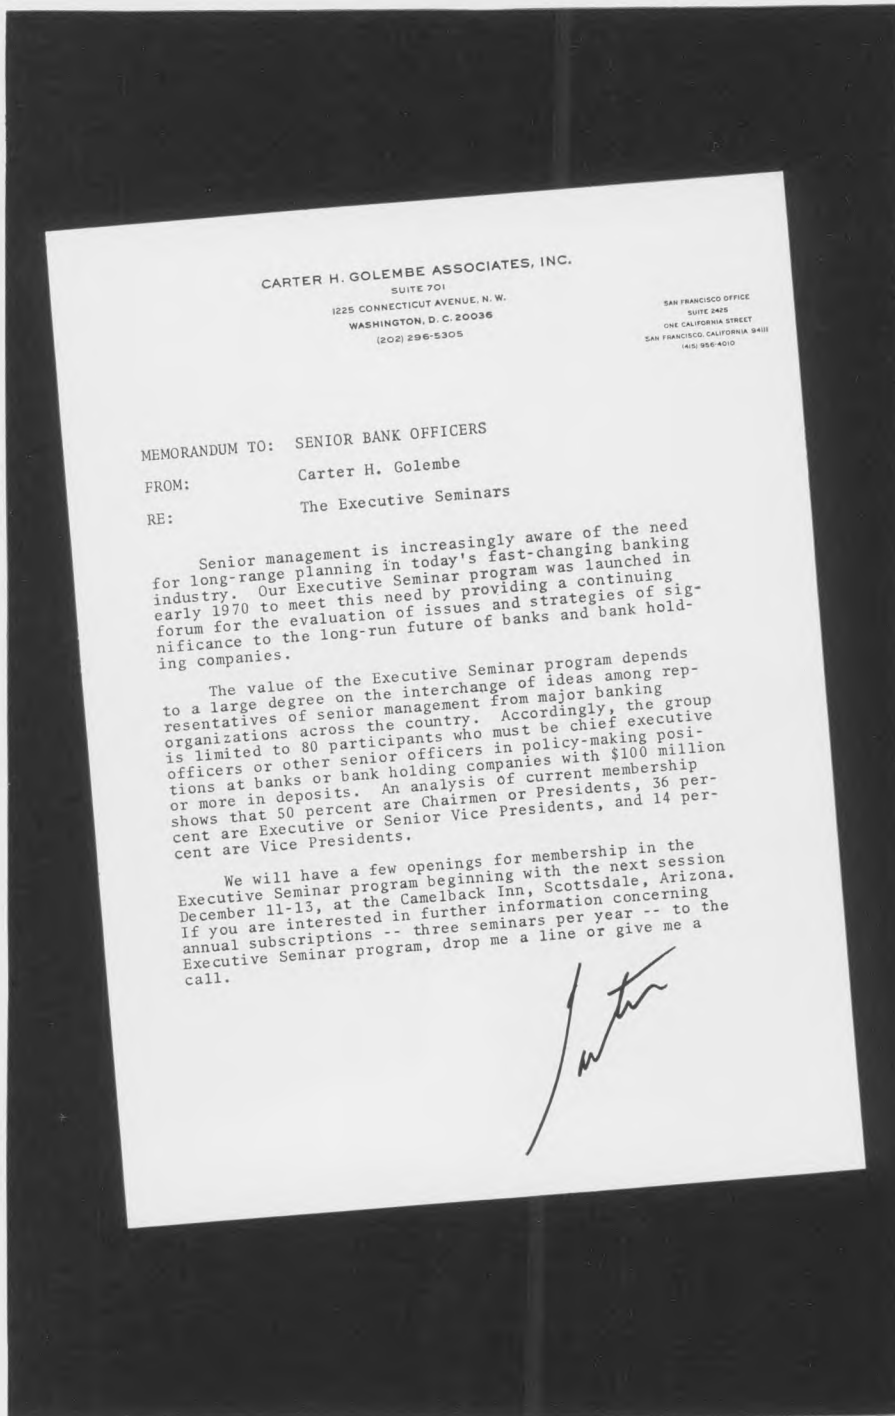 CARTER H. GOLEMBE ASSOCIATES, INC.
SUITE 701
1225 CONNECTICUT AVENUE, N. W.
WASHINGTON, D. C. 20036
(202) 296-5305
SAN FRANCISCO OFFICE
SUITE 2425
ONE CALIFORNIA STREET
SAN FRANCISCO, CALIFORNIA 94111
(415) 956-4010
MEMORANDUM TO: SENIOR BANK OFFICERS
FROM: Carter H. Golembe
RE: The Executive Seminars
Senior management is increasingly aware of the need
for long-range planning in today's fast-changing banking
industry. Our Executive Seminar program was launched in
early 1970 to meet this need by providing a continuing
forum for the evaluation of issues and strategies of sig-
nificance to the long-run future of banks and bank hold-
ing companies.
The value of the Executive Seminar program depends
to a large degree on the interchange of ideas among rep-
resentatives of senior management from major banking
organizations across the country. Accordingly, the group
is limited to 80 participants who must be chief executive
officers or other senior officers in policy-making posi-
tions at banks or bank holding companies with $100 million
or more in deposits. An analysis of current membership
shows that 50 percent are Chairmen or Presidents, 36 per-
cent are Executive or Senior Vice Presidents, and 14 per-
cent are Vice Presidents.
We will have a few openings for membership in the
Executive Seminar program beginning with the next session
December 11-13, at the Camelback Inn, Scottsdale, Arizona.
If you are interested in further information concerning
annual subscriptions -- three seminars per year -- to the
Executive Seminar program, drop me a line or give me a
call.
Carter